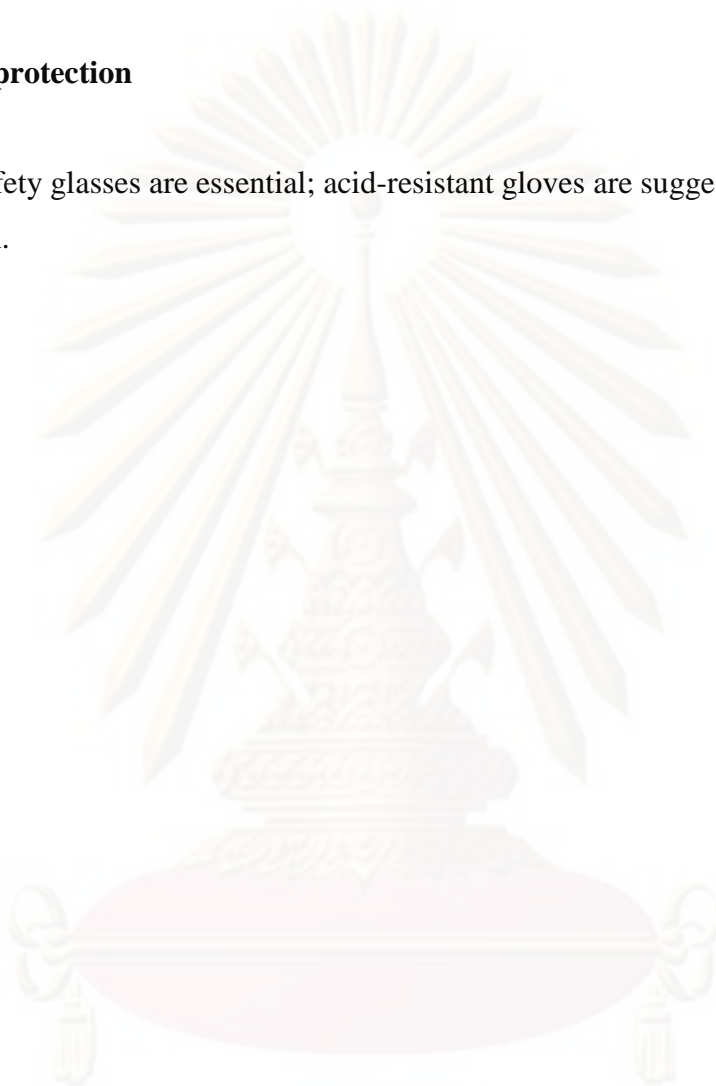 protection
fety glasses are essential; acid-resistant gloves are sugge
.